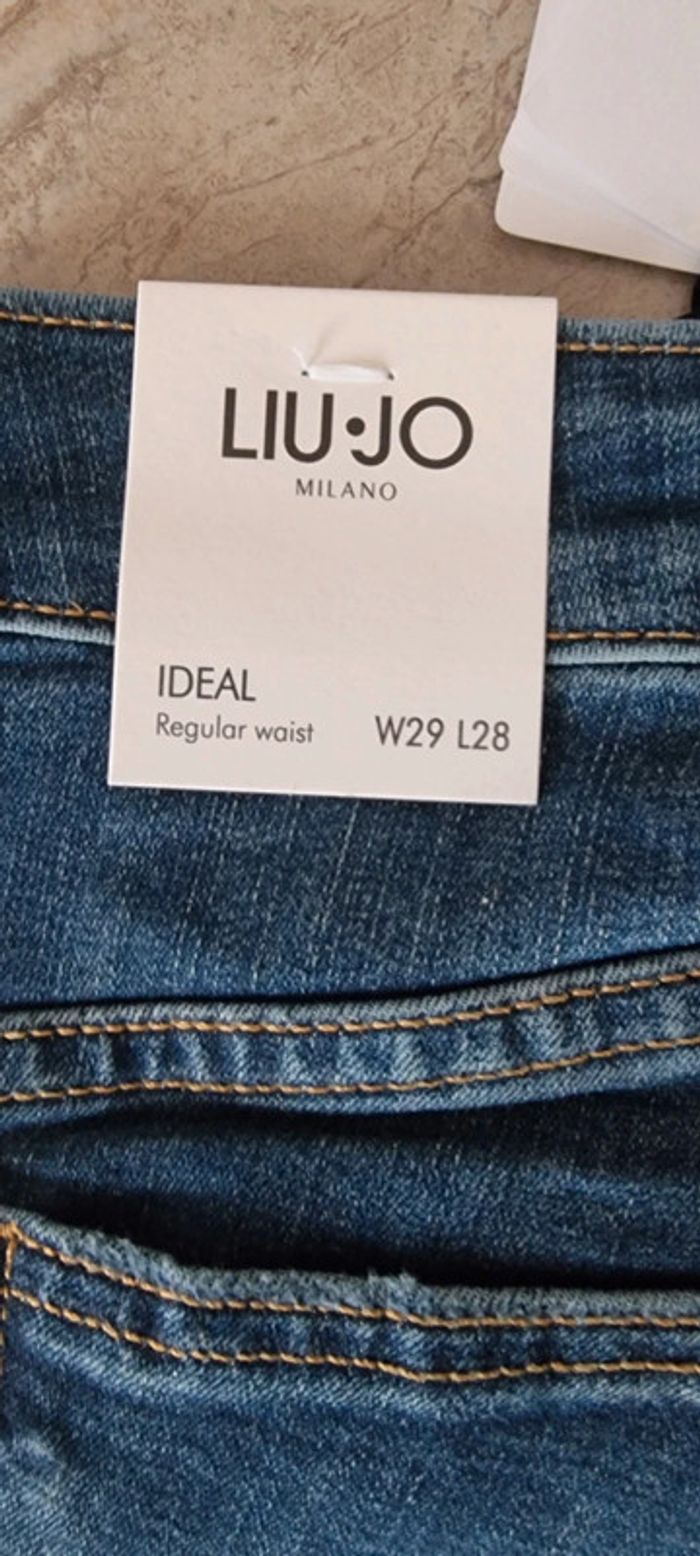 LIU•JO
MILANO
IDEAL
Regular waist W29 L28